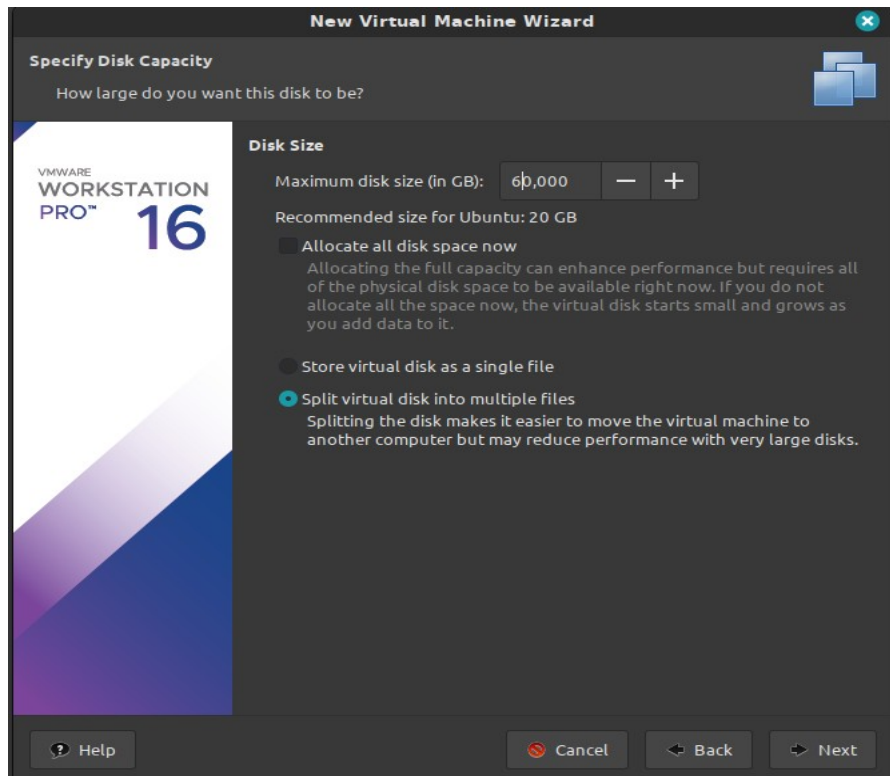 New Virtual Machine Wizard
Specify Disk Capacity
How large do you want this disk to be?
VMWARE
WORKSTATION
PRO™ 16
Disk Size
Maximum disk size (in GB): 60,000
Recommended size for Ubuntu: 20 GB
Allocate all disk space now
Allocating the full capacity can enhance performance but requires all
of the physical disk space to be available right now. If you do not
allocate all the space now, the virtual disk starts small and grows as
you add data to it.
Store virtual disk as a single file
Split virtual disk into multiple files
Splitting the disk makes it easier to move the virtual machine to
another computer but may reduce performance with very large disks.
Help
Cancel
Back
Next